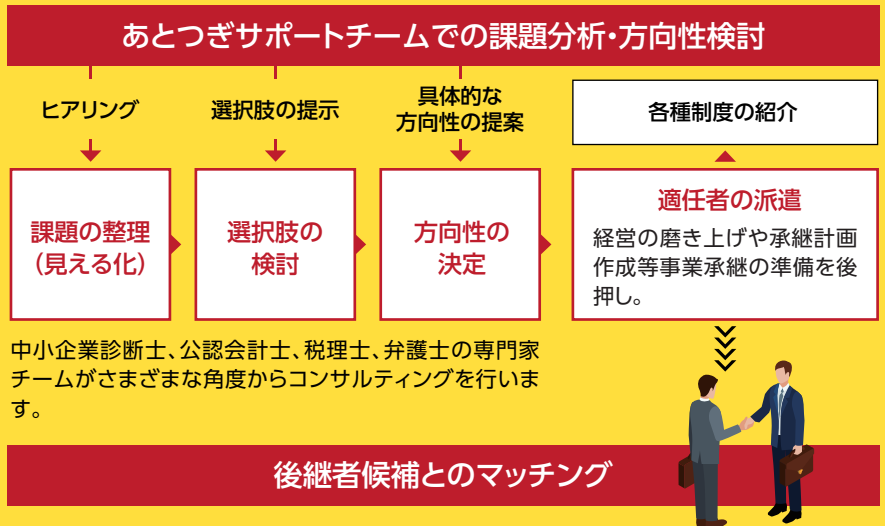 あとつぎサポートチームでの課題分析・方向性検討
ヒアリング
選択肢の提示
具体的な
方向性の提案
各種制度の紹介
課題の整理
（見える化）
選択肢の
検討
方向性の
決定
適任者の派遣
経営の磨き上げや承継計画
作成等事業承継の準備を後
押し。
中小企業診断士、公認会計士、税理士、弁護士の専門家
チームがさまざまな角度からコンサルティングを行いま
す。
後継者候補とのマッチング